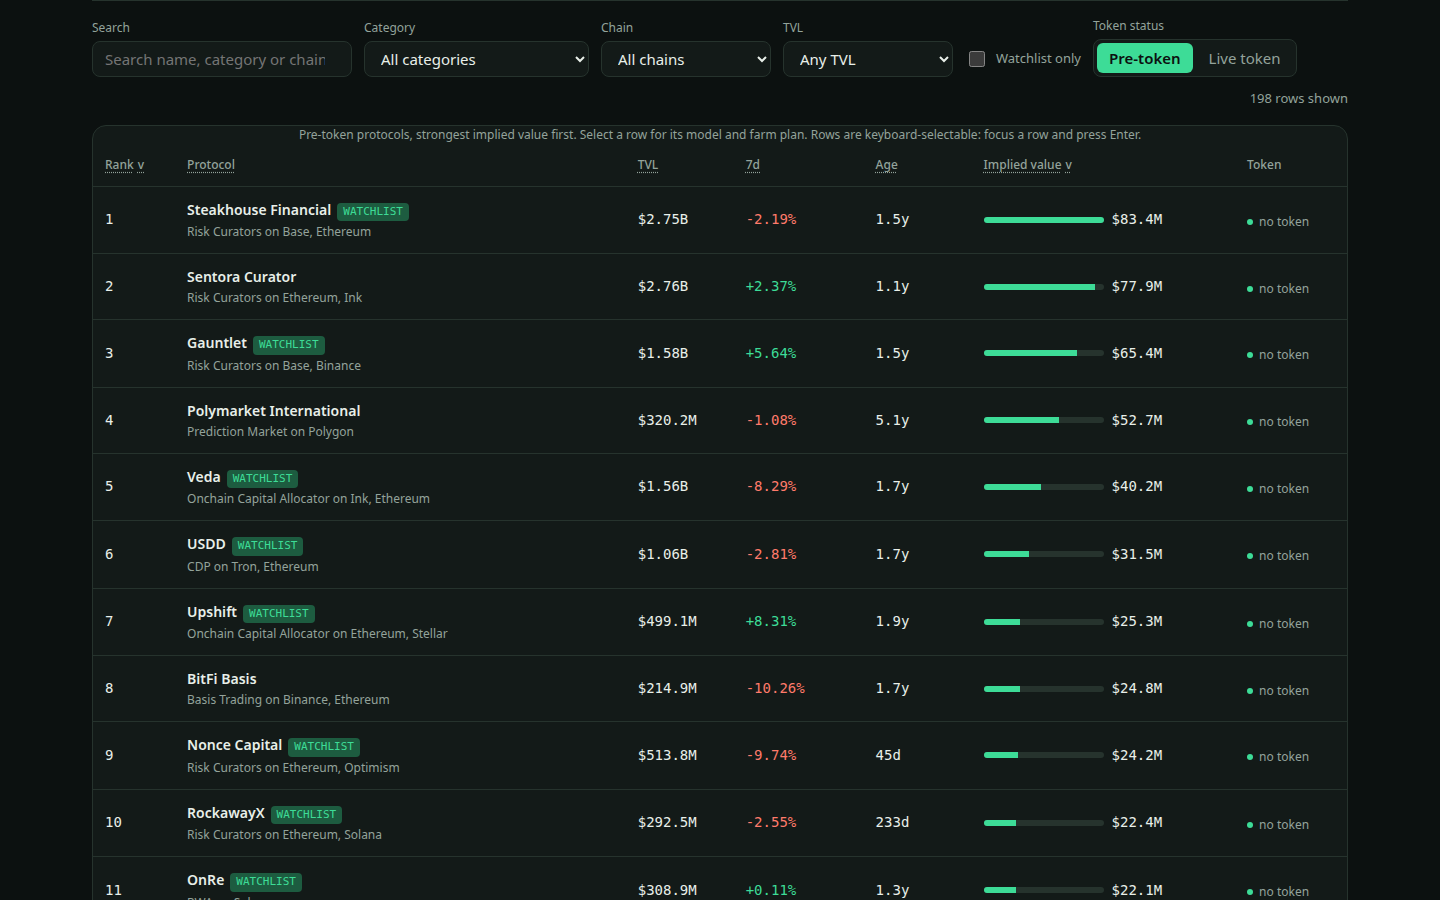 Search Category Chain TVL Token status
Search name, category or chain All categories All chains Any TVL Watchlist only Pre-token Live token
198 rows shown
Pre-token protocols, strongest implied value first. Select a row for its model and farm plan. Rows are keyboard-selectable: focus a row and press Enter.
Rank v Protocol TVL 7d Age Implied value v Token
1 Steakhouse Financial WATCHLIST $2.75B -2.19% 1.5y $83.4M no token
Risk Curators on Base, Ethereum
2 Sentora Curator $2.76B +2.37% 1.1y $77.9M no token
Risk Curators on Ethereum, Ink
3 Gauntlet WATCHLIST $1.58B +5.64% 1.5y $65.4M no token
Risk Curators on Base, Binance
4 Polymarket International $320.2M -1.08% 5.1y $52.7M no token
Prediction Market on Polygon
5 Veda WATCHLIST $1.56B -8.29% 1.7y $40.2M no token
Onchain Capital Allocator on Ink, Ethereum
6 USDD WATCHLIST $1.06B -2.81% 1.7y $31.5M no token
CDP on Tron, Ethereum
7 Upshift WATCHLIST $499.1M +8.31% 1.9y $25.3M no token
Onchain Capital Allocator on Ethereum, Stellar
8 BitFi Basis $214.9M -10.26% 1.7y $24.8M no token
Basis Trading on Binance, Ethereum
9 Nonce Capital WATCHLIST $513.8M -9.74% 45d $24.2M no token
Risk Curators on Ethereum, Optimism
10 RockawayX WATCHLIST $292.5M -2.55% 233d $22.4M no token
Risk Curators on Ethereum, Solana
11 OnRe WATCHLIST $308.9M +0.11% 1.3y $22.1M no token